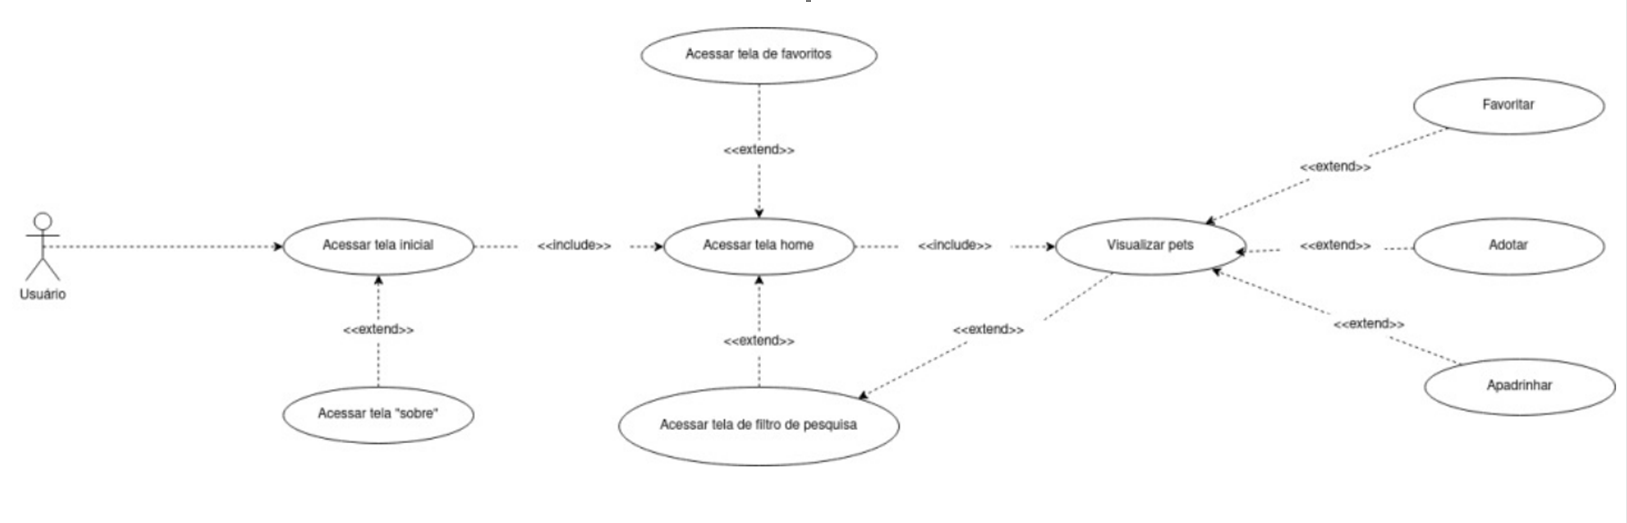 Acessar tela de favoritos
Favoritar
<<extend>>
<<extend>>
Usuário
Acessar tela inicial
<<include>>
Acessar tela home
<<include>>
Visualizar pets
<<extend>>
Adotar
<<extend>>
<<extend>>
<<extend>>
<<extend>>
Acessar tela "sobre"
Acessar tela de filtro de pesquisa
Apadrinhar